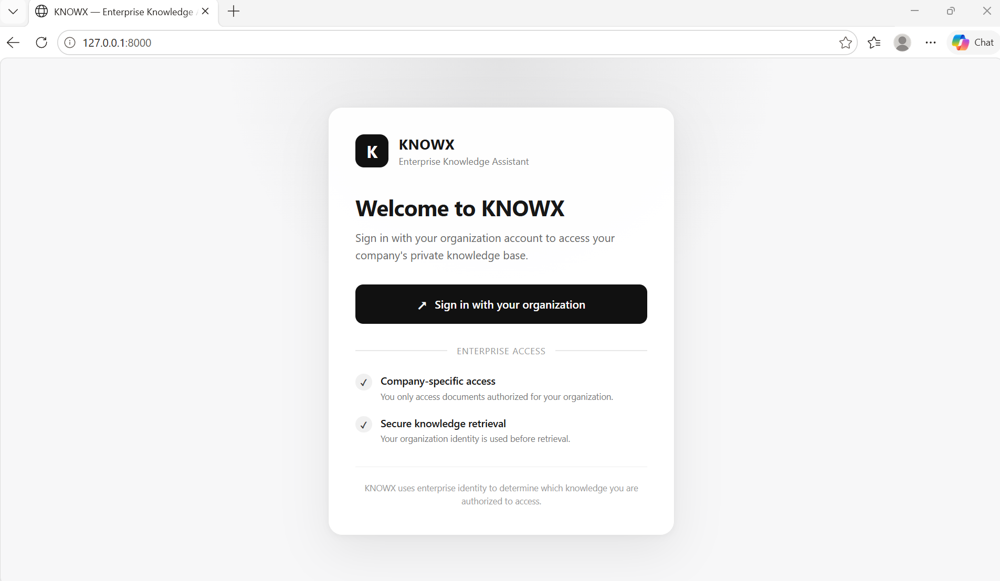 KNOWX — Enterprise Knowledge
127.0.0.1:8000
Chat
K
KNOWX
Enterprise Knowledge Assistant
Welcome to KNOWX
Sign in with your organization account to access your
company's private knowledge base.
↗ Sign in with your organization
ENTERPRISE ACCESS
✓ Company-specific access
You only access documents authorized for your organization.
✓ Secure knowledge retrieval
Your organization identity is used before retrieval.
KNOWX uses enterprise identity to determine which knowledge you are
authorized to access.